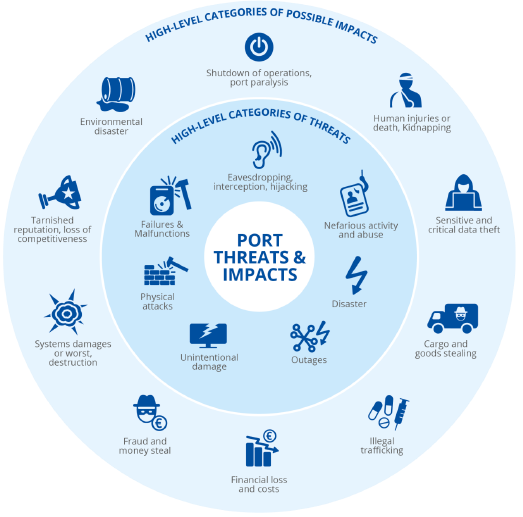 HIGH-LEVEL CATEGORIES OF POSSIBLE IMPACTS
Shutdown of operations,
port paralysis
Environmental
disaster
Human injuries or
death, Kidnapping
HIGH-LEVEL CATEGORIES OF THREATS
Eavesdropping,
interception, hijacking
Tarnished
reputation, loss of
competitiveness
Failures &
Malfunctions
Nefarious activity
and abuse
Sensitive and
critical data theft
PORT
THREATS &
IMPACTS
Physical
attacks
Disaster
Systems damages
or worst,
destruction
Unintentional
damage
Outages
Cargo and
goods stealing
Fraud and
money steal
€
Illegal
trafficking
€
Financial loss
and costs